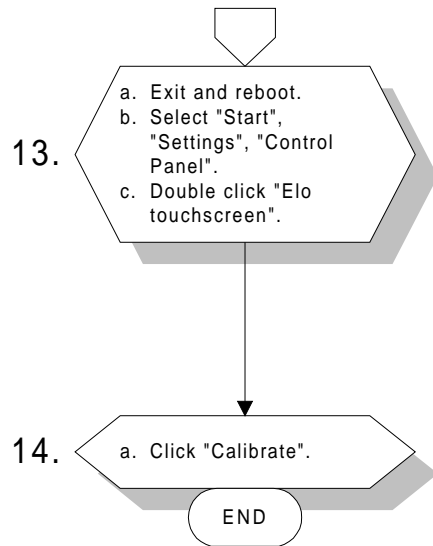 13.
a. Exit and reboot.
b. Select "Start",
"Settings", "Control
Panel".
c. Double click "Elo
touchscreen".
14.
a. Click "Calibrate".
END